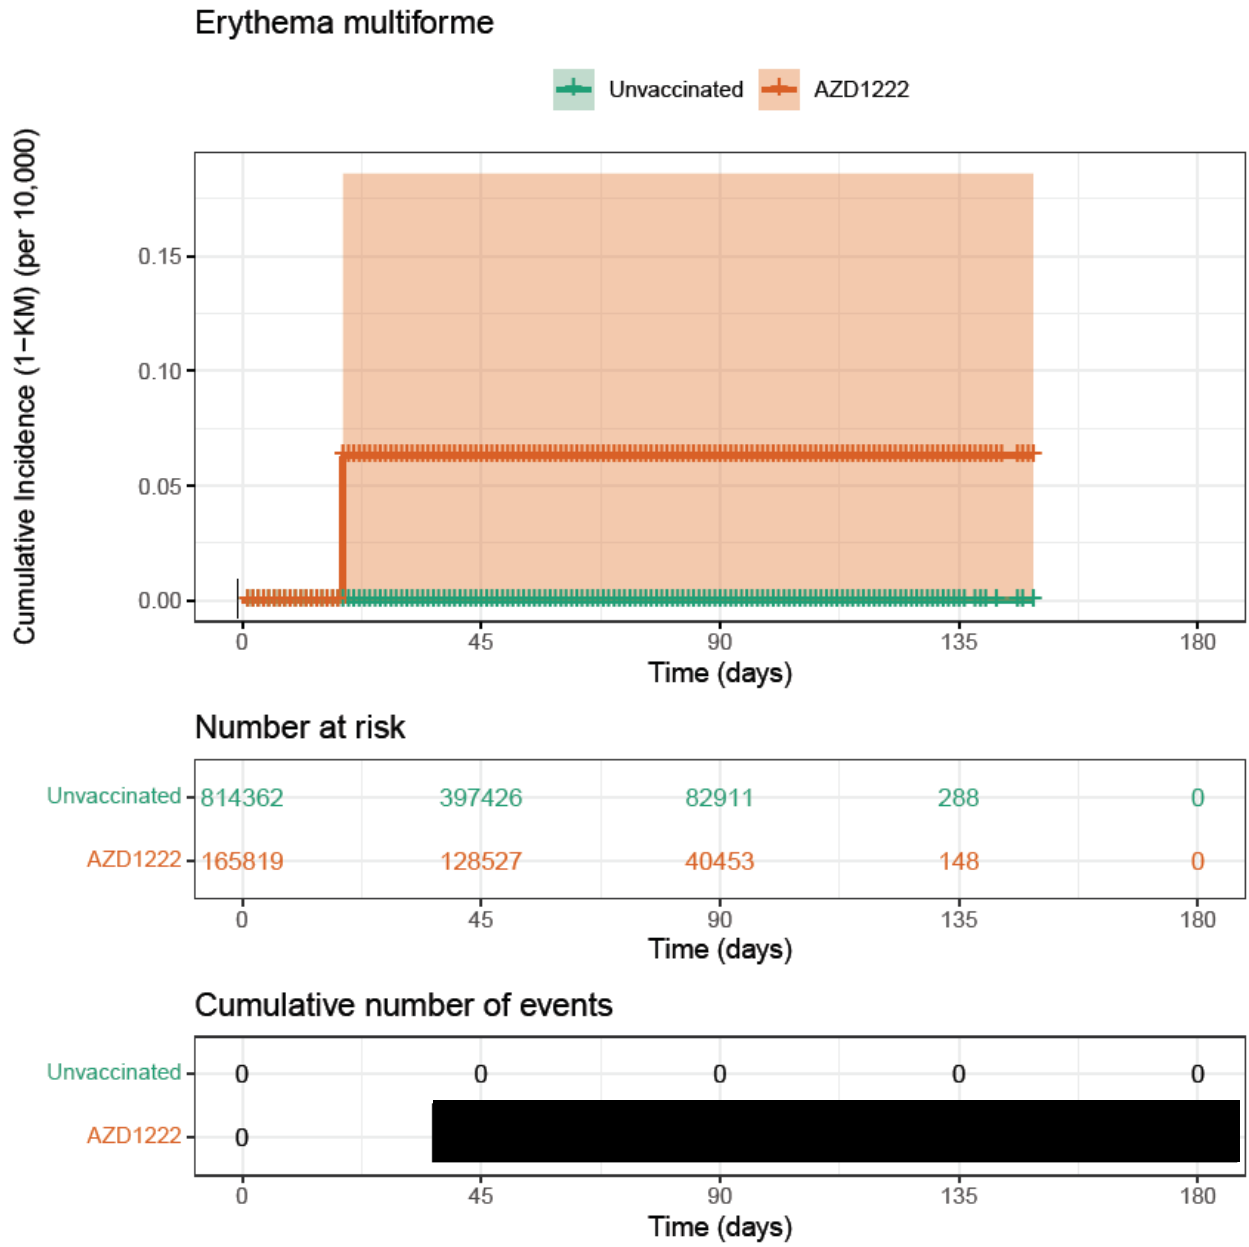 Erythema multiforme
Unvaccinated AZD1222
Cumulative Incidence (1−KM) (per 10,000)
0.15
0.10
0.05
0.00
0 45 90 135 180
Time (days)
Number at risk
Unvaccinated 814362 397426 82911 288 0
AZD1222 165819 128527 40453 148 0
0 45 90 135 180
Time (days)
Cumulative number of events
Unvaccinated 0 0 0 0 0
AZD1222 0
0 45 90 135 180
Time (days)